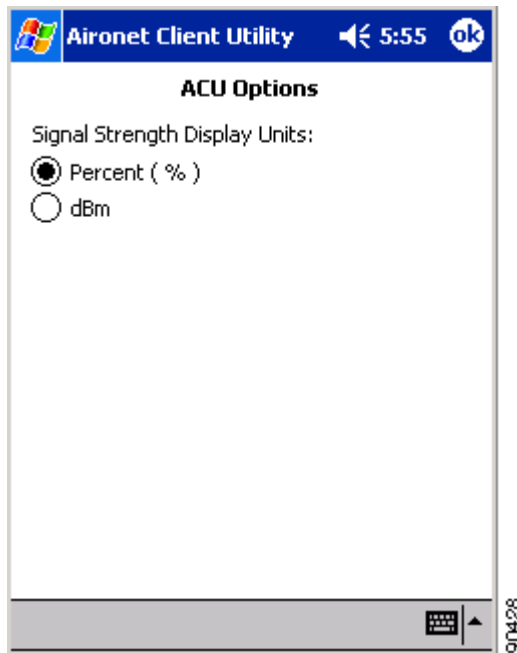 Aironet Client Utility 5:55 ok
ACU Options
Signal Strength Display Units:
Percent ( % )
dBm
90428